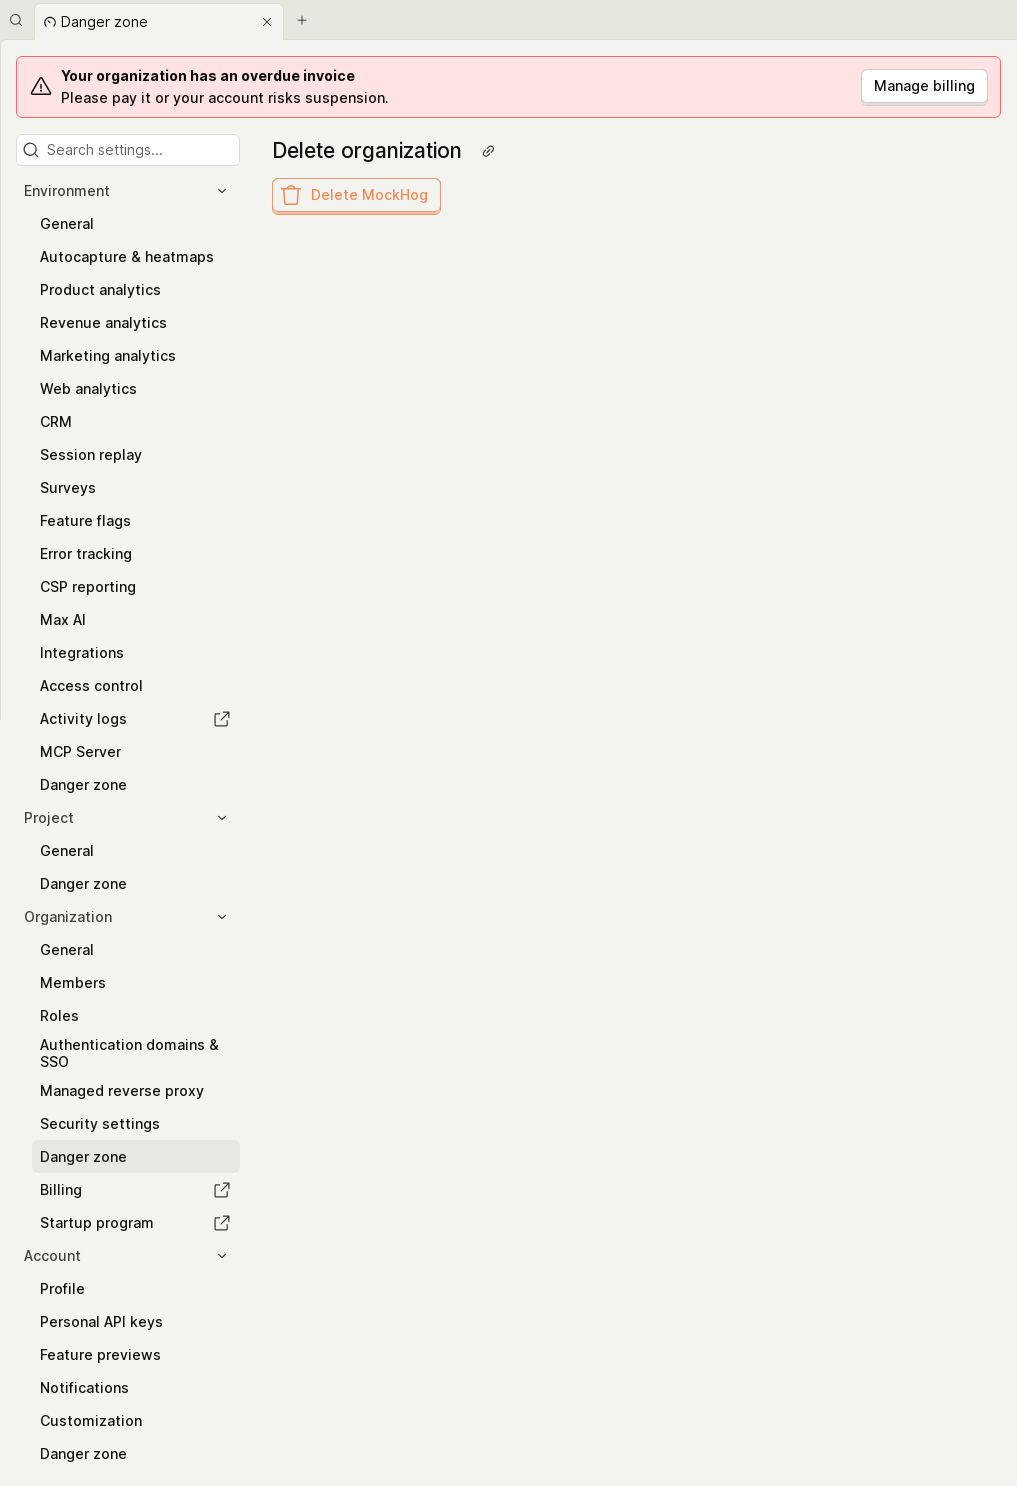 Danger zone
Your organization has an overdue invoice
Please pay it or your account risks suspension.
Manage billing
Search settings...
Environment
General
Autocapture & heatmaps
Product analytics
Revenue analytics
Marketing analytics
Web analytics
CRM
Session replay
Surveys
Feature flags
Error tracking
CSP reporting
Max AI
Integrations
Access control
Activity logs
MCP Server
Danger zone
Project
General
Danger zone
Organization
General
Members
Roles
Authentication domains &
SSO
Managed reverse proxy
Security settings
Danger zone
Billing
Startup program
Account
Profile
Personal API keys
Feature previews
Notifications
Customization
Danger zone
Delete organization
Delete MockHog